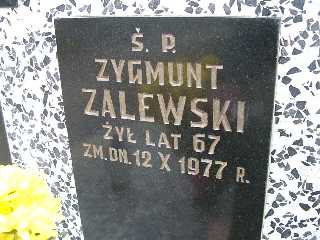 Ś. P.
ZYGMUNT
ZALEWSKI
ŻYŁ LAT 67
ZM. DN. 12 X 1977 R.